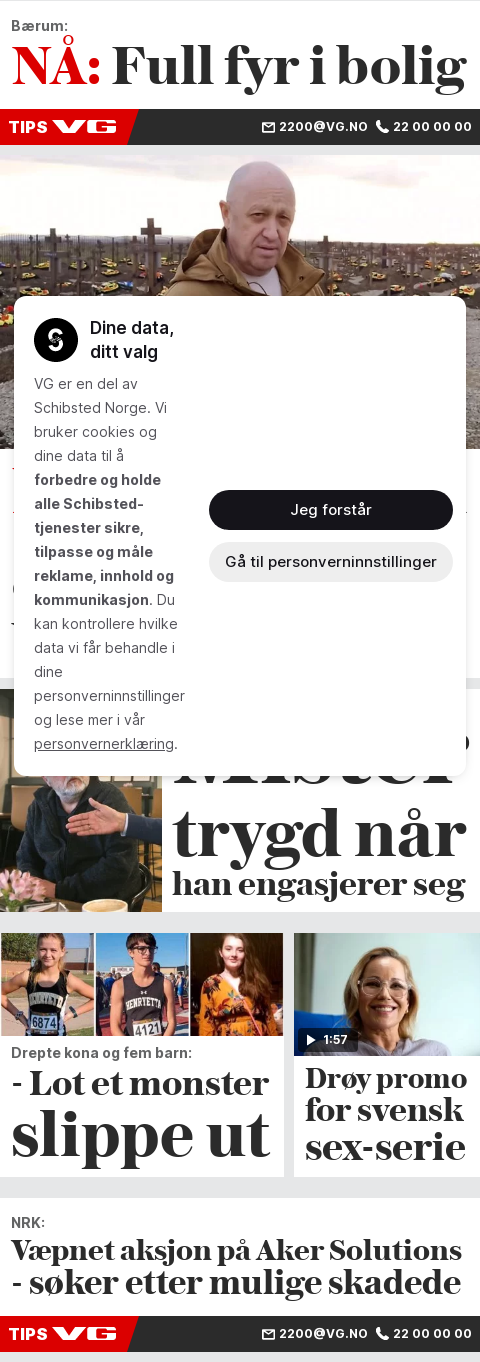 Bærum:
NÅ: Full fyr i bolig
TIPS VG 2200@VG.NO 22 00 00 00
Dine data,
ditt valg
VG er en del av
Schibsted Norge. Vi
bruker cookies og
dine data til å
forbedre og holde
alle Schibsted-
tjenester sikre,
tilpasse og måle
reklame, innhold og
kommunikasjon. Du
kan kontrollere hvilke
data vi får behandle i
dine
personverninnstillinger
og lese mer i vår
personvernerklæring.
Jeg forstår
Gå til personverninnstillinger
Mister
trygd når
han engasjerer seg
HENRYETTA
6874
4121
1:57
Drepte kona og fem barn:
- Lot et monster
slippe ut
Drøy promo
for svensk
sex-serie
NRK:
Væpnet aksjon på Aker Solutions
- søker etter mulige skadede
TIPS VG 2200@VG.NO 22 00 00 00